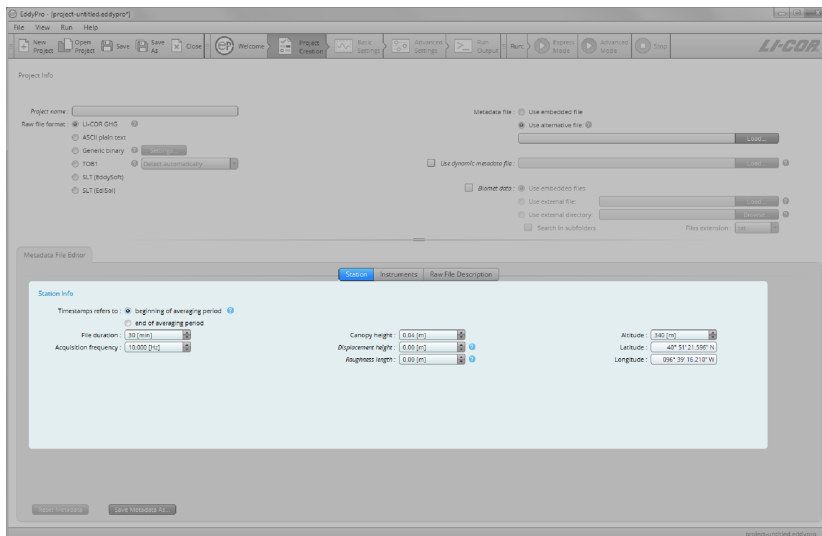 EddyPro - [project-untitled.eddypro*]
File View Run Help
New Project Open Project Save Save As Close Welcome Project Creation Basic Settings Advanced Settings Run Output Run: Express Mode Advanced Mode Stop LI-COR
Project Info
Project name :
Metadata file : Use embedded file
Raw file format : LI-COR GHG
Use alternative file:
ASCII plain text
Load...
Generic binary Settings...
TOB1 Detect automatically
Use dynamic metadata file : Load...
SLT (EddySoft)
Biomet data : Use embedded files
SLT (EdiSol)
Use external file: Load...
Use external directory: Browse...
Search in subfolders Files extension
Metadata File Editor
Station Instruments Raw File Description
Station Info
Timestamps refers to : beginning of averaging period
end of averaging period
File duration : 30 [min] Canopy height : 0.04 [m] Altitude : 340 [m]
Acquisition frequency : 10.000 [Hz] Displacement height : 0.00 [m] Latitude : 40° 51' 21.596" N
Roughness length : 0.00 [m] Longitude : 096° 39' 16.210" W
Reset Metadata Save Metadata As...
project-untitled.eddypro